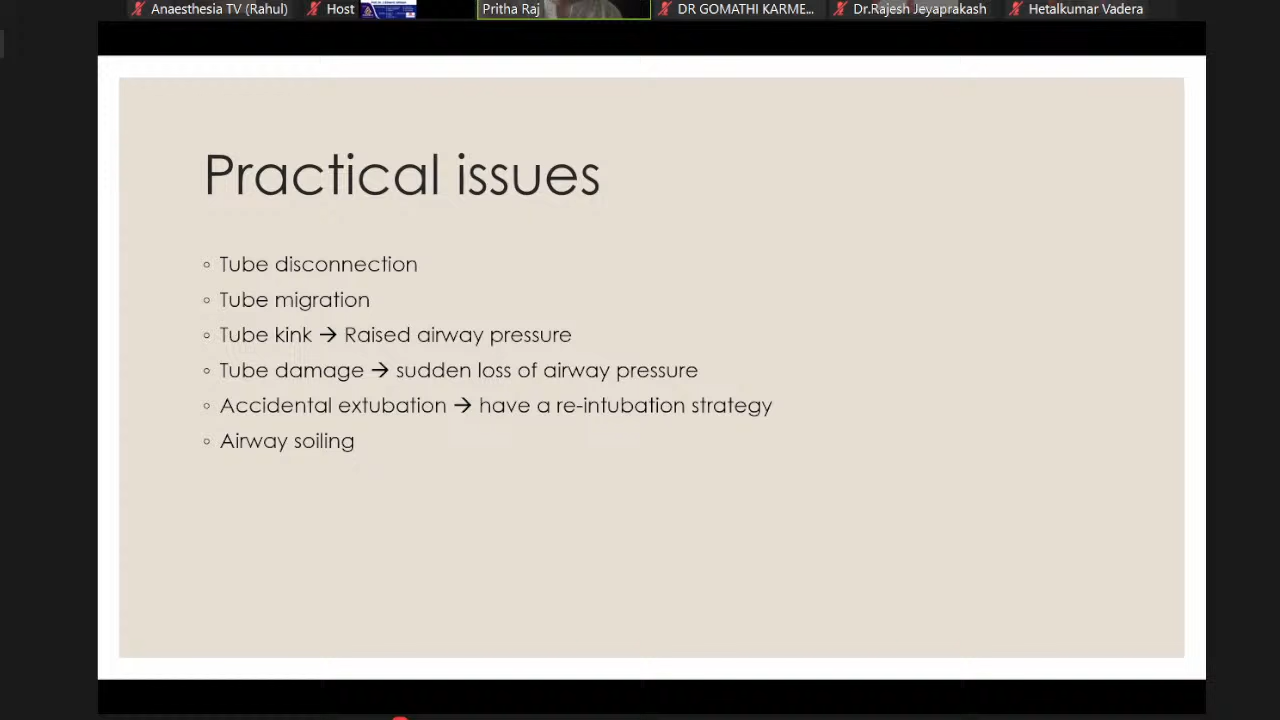 Anaesthesia TV (Rahul)
Host
Pritha Raj
DR GOMATHI KARME...
Dr.Rajesh Jeyaprakash
Hetalkumar Vadera
Practical issues
◦ Tube disconnection
◦ Tube migration
◦ Tube kink → Raised airway pressure
◦ Tube damage → sudden loss of airway pressure
◦ Accidental extubation → have a re-intubation strategy
◦ Airway soiling